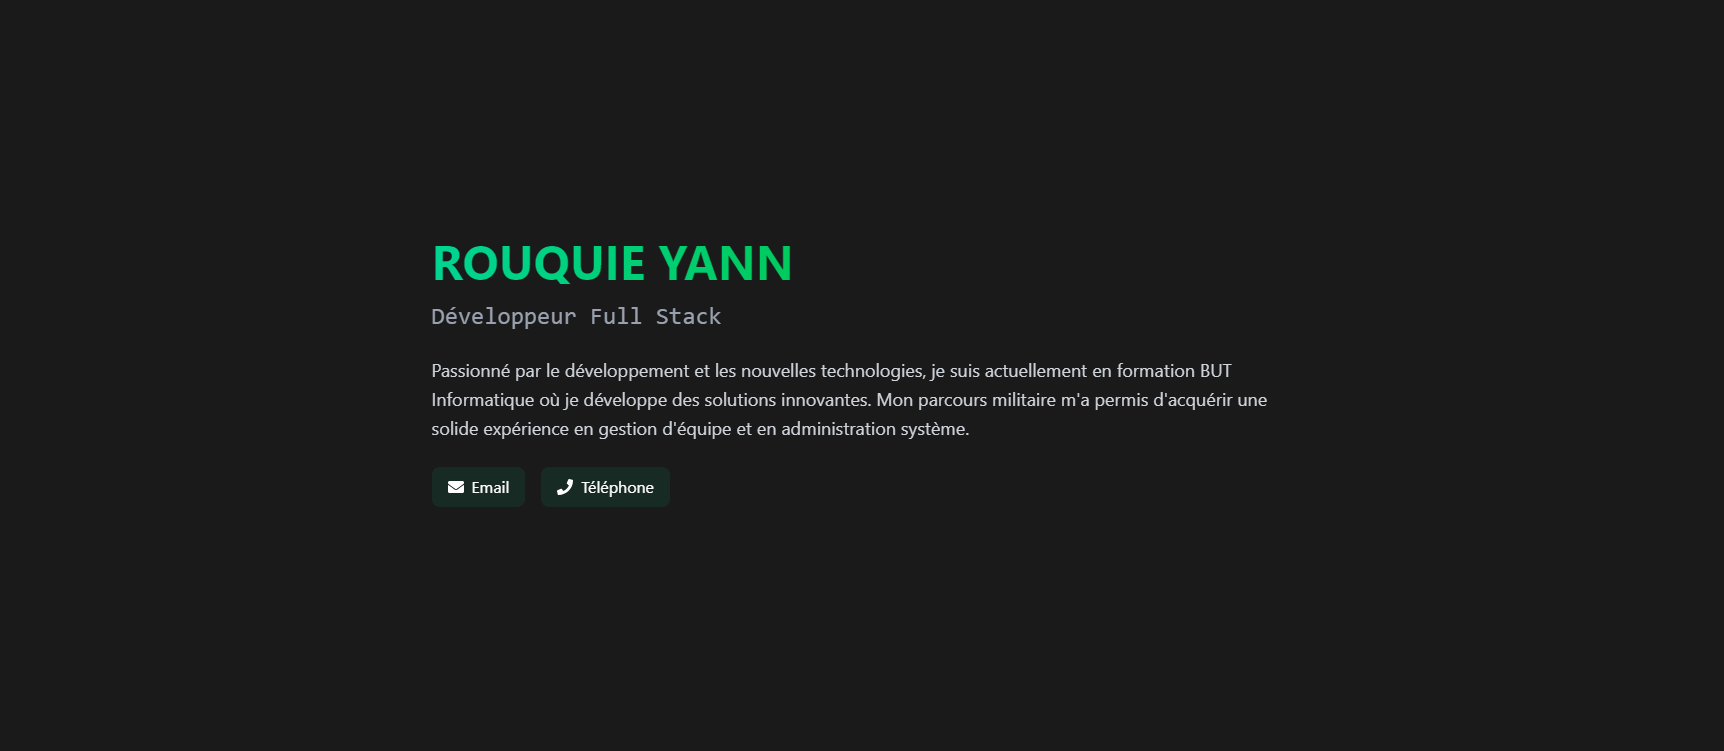 ROUQUIE YANN
Développeur Full Stack
Passionné par le développement et les nouvelles technologies, je suis actuellement en formation BUT
Informatique où je développe des solutions innovantes. Mon parcours militaire m'a permis d'acquérir une
solide expérience en gestion d'équipe et en administration système.
Email Téléphone